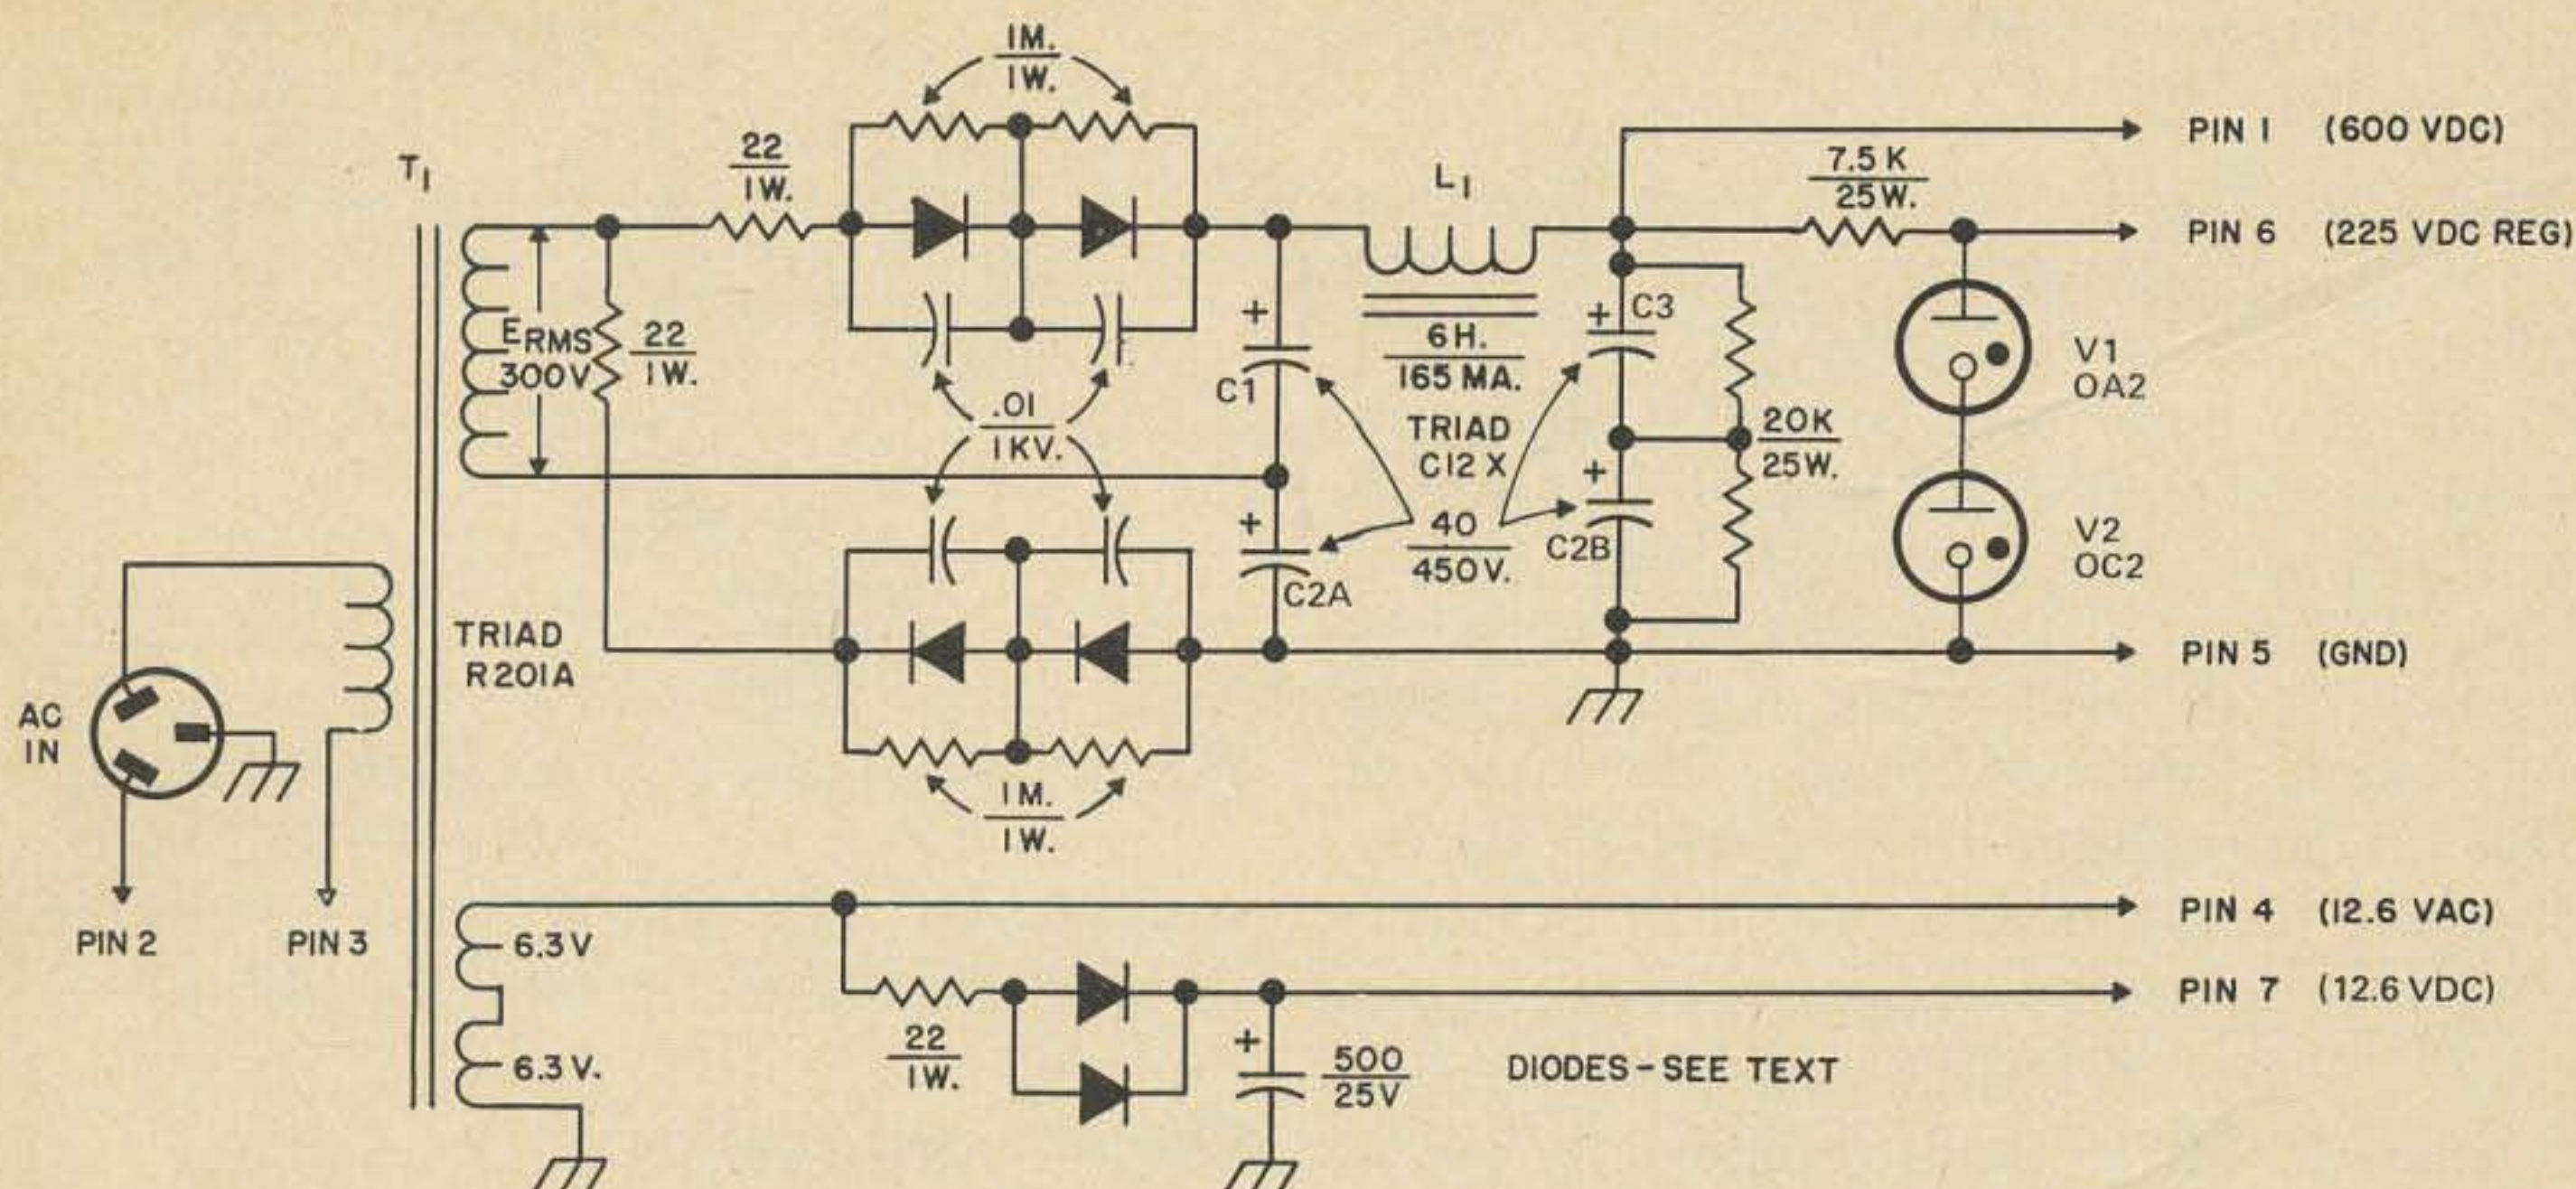 1M.
1W.
22
1W.
T1
ERMS
300V
22
1W.
.01
1KV.
C1
C2A
L1
6H.
165 MA.
TRIAD
C12 X
40
450V.
C3
C2B
20K
25W.
7.5 K
25W.
PIN 1 (600 VDC)
PIN 6 (225 VDC REG)
V1
OA2
V2
OC2
PIN 5 (GND)
TRIAD
R201A
AC
IN
PIN 2
PIN 3
1M.
1W.
6.3V
6.3V.
22
1W.
500
25V
PIN 4 (12.6 VAC)
PIN 7 (12.6 VDC)
DIODES-SEE TEXT
+
+
+
+
+